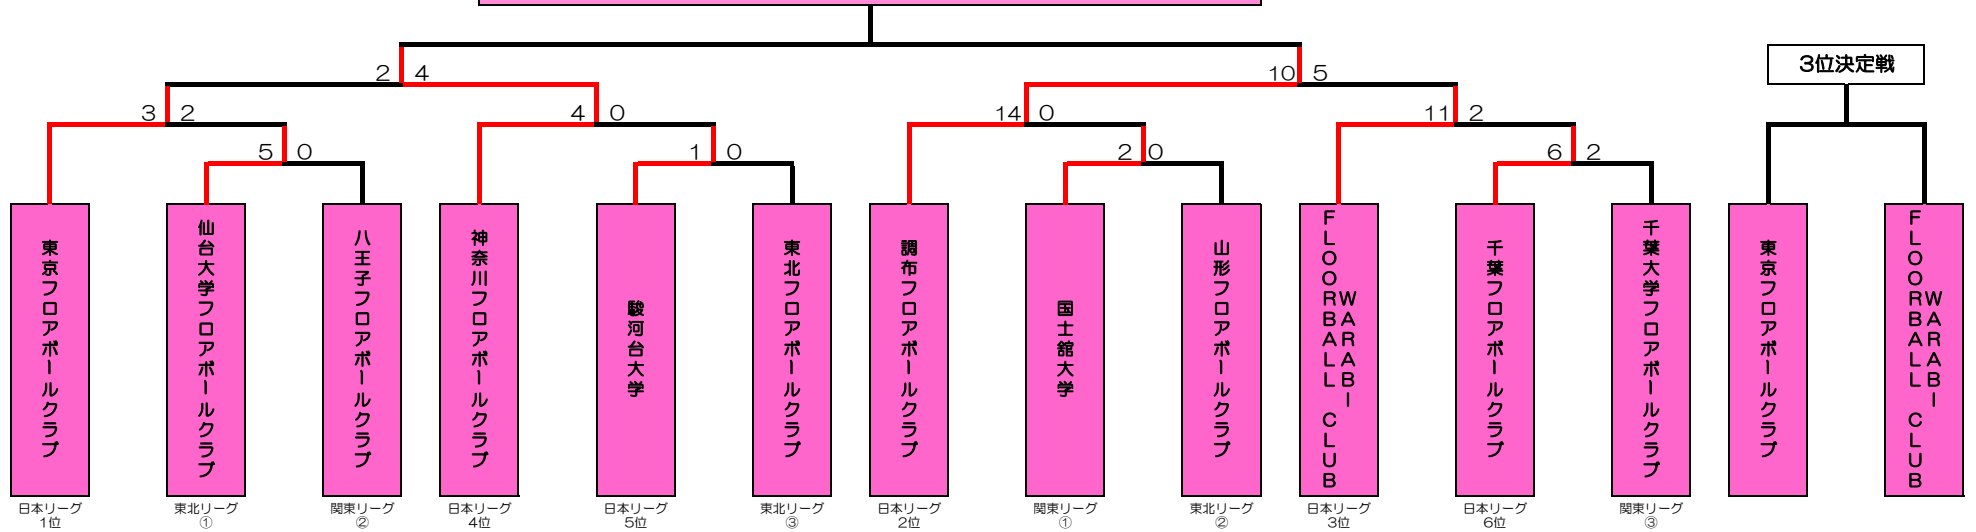 3位決定戦
2 4
10 5
3 2
4 0
14 0
11 2
5 0
1 0
2 0
6 2
東京フロアボールクラブ
仙台大学フロアボールクラブ
八王子フロアボールクラブ
神奈川フロアボールクラブ
駿河台大学
東北フロアボールクラブ
調布フロアボールクラブ
国士舘大学
山形フロアボールクラブ
WARABI
FLOORBALL CLUB
千葉フロアボールクラブ
千葉大学フロアボールクラブ
東京フロアボールクラブ
WARABI
FLOORBALL CLUB
日本リーグ
1位
東北リーグ
①
関東リーグ
②
日本リーグ
4位
日本リーグ
5位
東北リーグ
③
日本リーグ
2位
関東リーグ
①
東北リーグ
②
日本リーグ
3位
日本リーグ
6位
関東リーグ
③